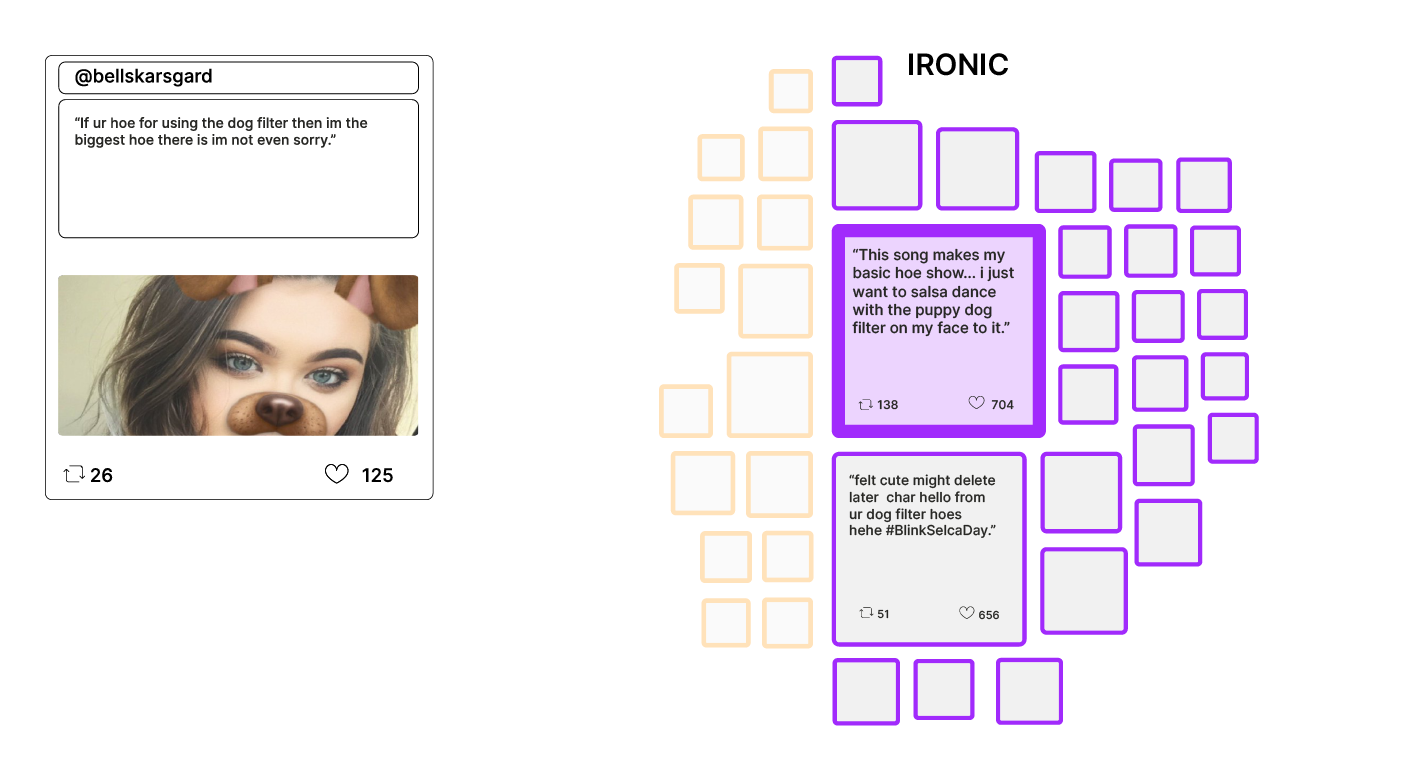 @bellskarsgard
“If ur hoe for using the dog filter then im the
biggest hoe there is im not even sorry.”
26
125
IRONIC
“This song makes my
basic hoe show... i just
want to salsa dance
with the puppy dog
filter on my face to it.”
138
704
“felt cute might delete
later  char hello from
ur dog filter hoes
hehe #BlinkSelcaDay.”
51
656